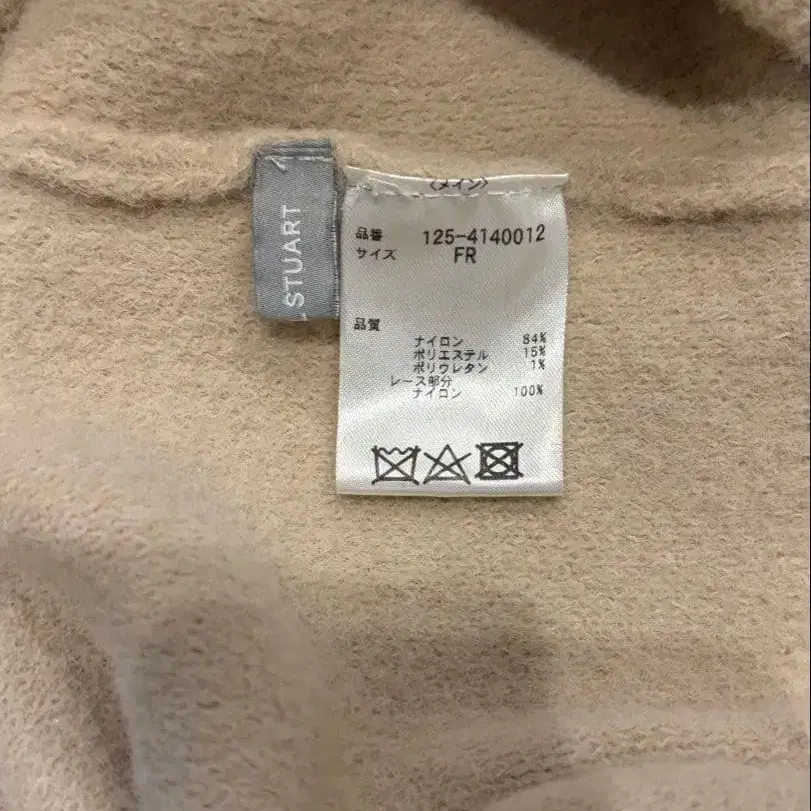 STUART
〈メイン〉
品番 125-4140012
サイズ FR
品質
ナイロン 84%
ポリエステル 15%
ポリウレタン 1%
レース部分
ナイロン 100%